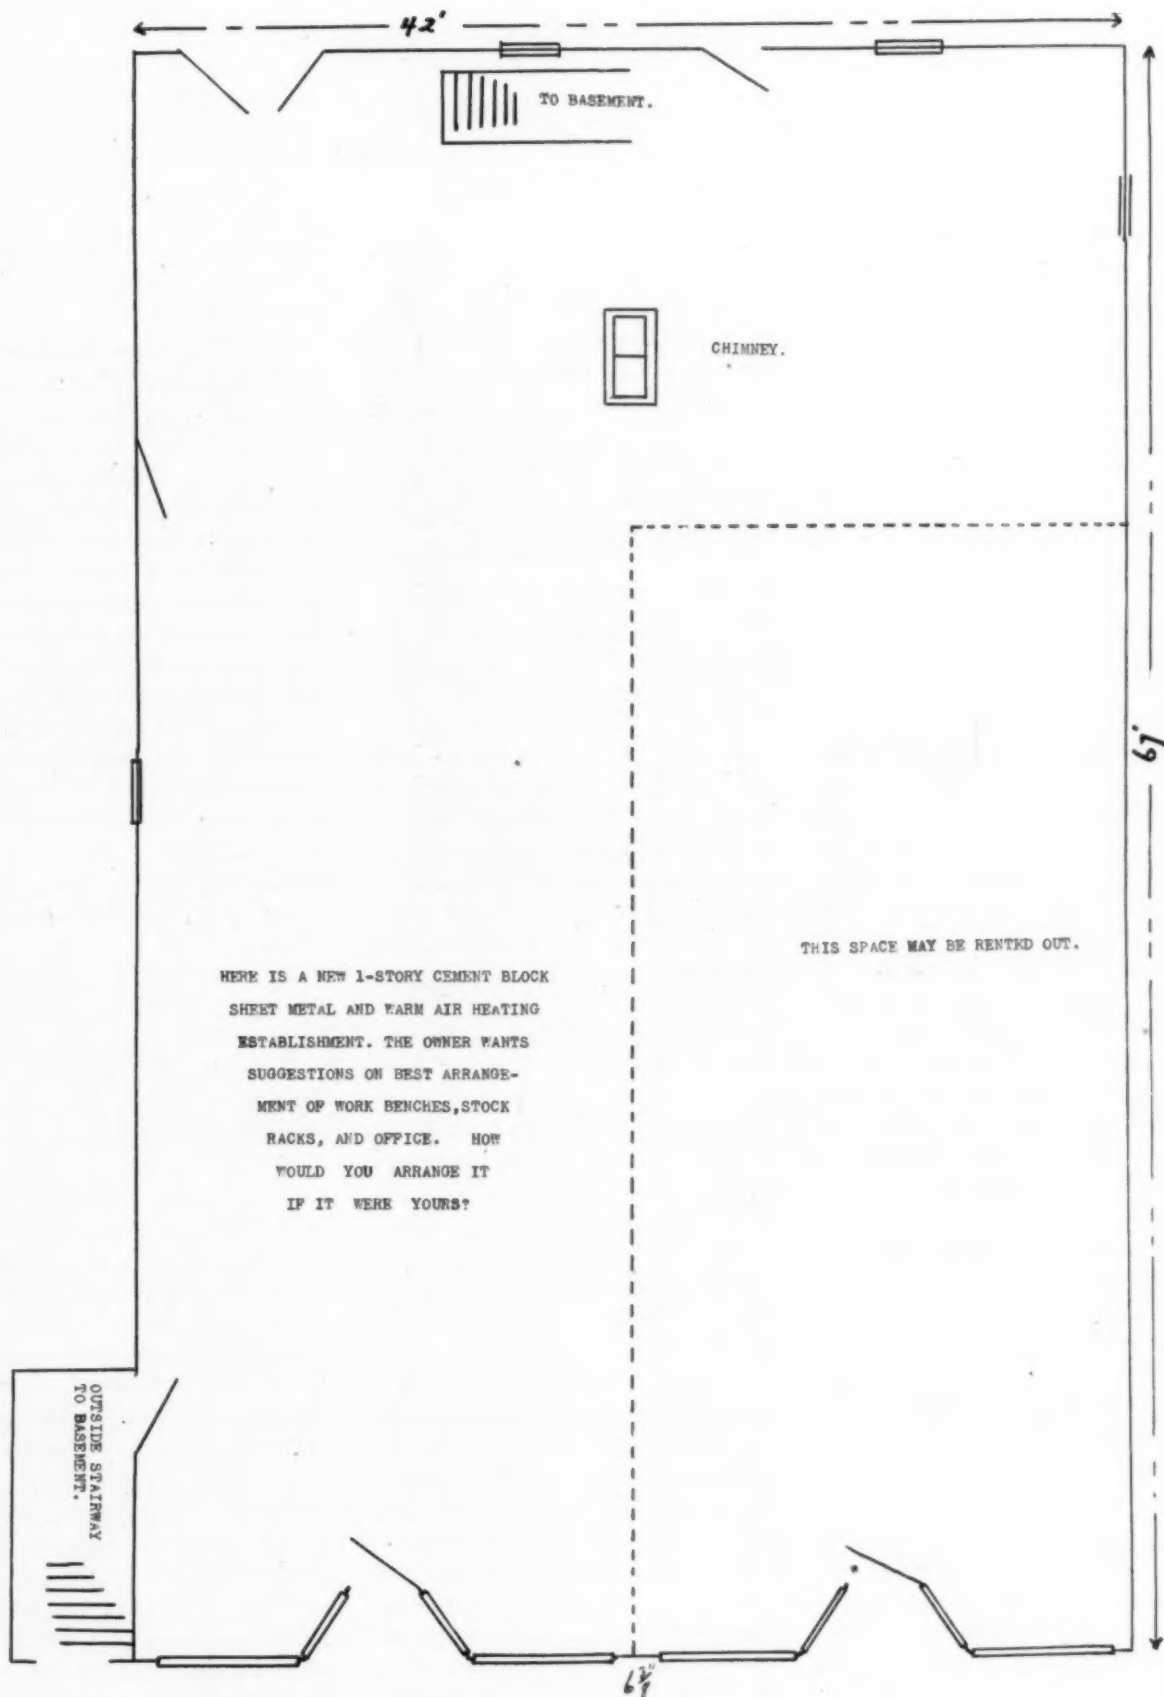 42'
TO BASEMENT.
CHIMNEY.
67'
THIS SPACE MAY BE RENTED OUT.
HERE IS A NEW 1-STORY CEMENT BLOCK
SHEET METAL AND WARM AIR HEATING
ESTABLISHMENT. THE OWNER WANTS
SUGGESTIONS ON BEST ARRANGE-
MENT OF WORK BENCHES, STOCK
RACKS, AND OFFICE. HOW
WOULD YOU ARRANGE IT
IF IT WERE YOURS?
OUTSIDE STAIRWAY
TO BASEMENT.